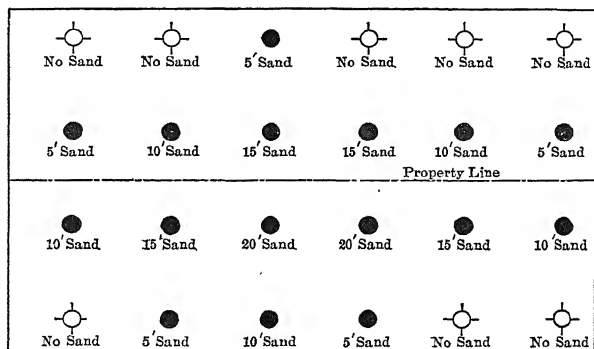 No Sand No Sand 5' Sand No Sand No Sand No Sand
5' Sand 10' Sand 15' Sand 15' Sand 10' Sand 5' Sand
Property Line
10' Sand 15' Sand 20' Sand 20' Sand 15' Sand 10' Sand
No Sand 5' Sand 10' Sand 5' Sand No Sand No Sand